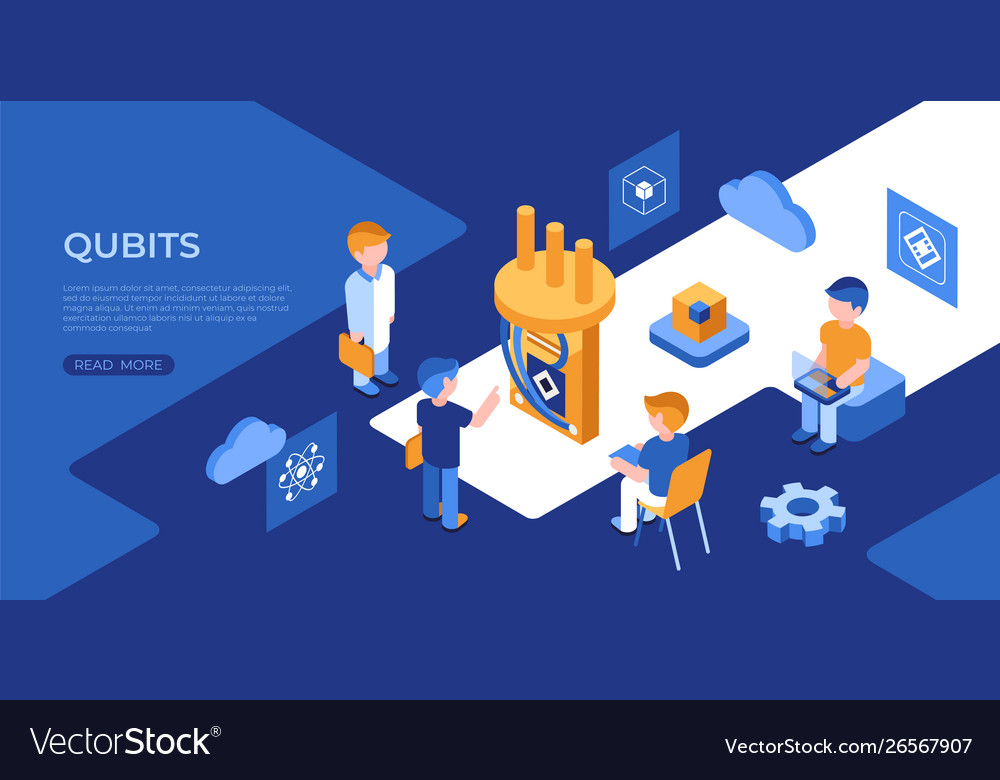 QUBITS
Lorem ipsum dolor sit amet, consectetur adipiscing elit,
sed do eiusmod tempor incididunt ut labore et dolore
magna aliqua. Ut enim ad minim veniam, quis nostrud
exercitation ullamco laboris nisi ut aliquip ex ea
commodo consequat
READ MORE
VectorStock®
VectorStock.com/26567907